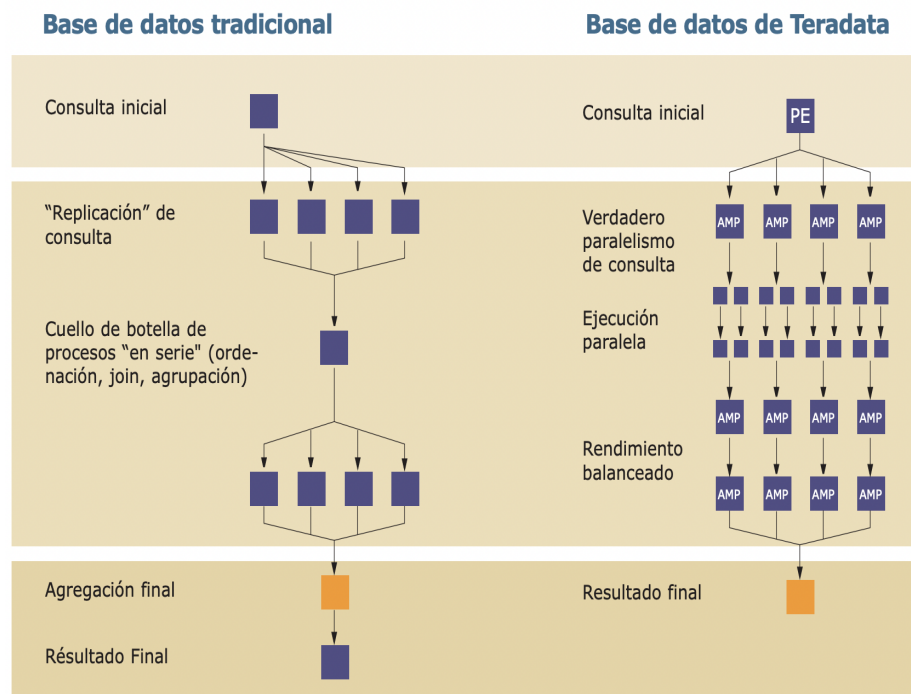 Base de datos tradicional
Consulta inicial
“Replicación” de
consulta
Cuello de botella de
procesos “en serie" (orde-
nación, join, agrupación)
Agregación final
Résultado Final
Base de datos de Teradata
Consulta inicial
PE
Verdadero
paralelismo
de consulta
AMP AMP AMP AMP
Ejecución
paralela
AMP AMP AMP AMP
Rendimiento
balanceado
AMP AMP AMP AMP
Resultado final